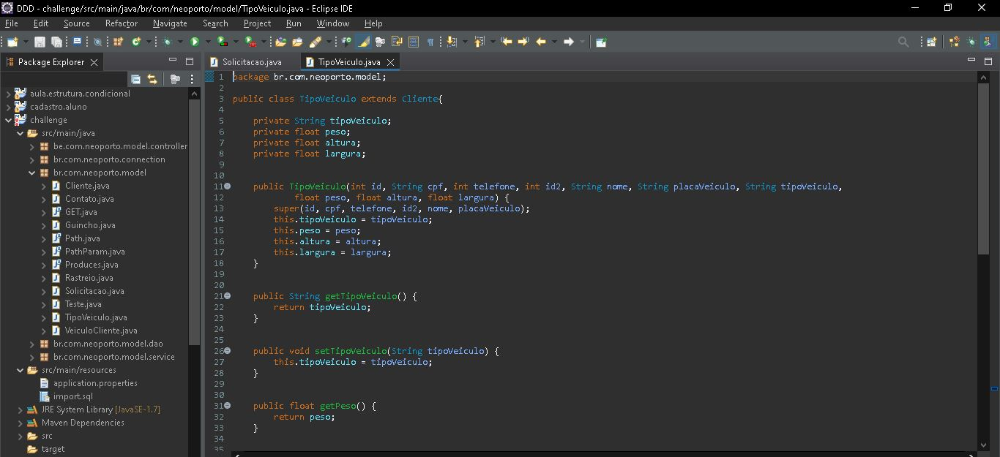 DDD - challenge/src/main/java/br/com/neoporto/model/TipoVeiculo.java - Eclipse IDE
File Edit Source Refactor Navigate Search Project Run Window Help
Package Explorer
aula.estrutura.condicional
cadastro.aluno
challenge
src/main/java
be.com.neoporto.model.controller
br.com.neoporto.connection
br.com.neoporto.model
Cliente.java
Contato.java
GET.java
Guincho.java
Path.java
PathParam.java
Produces.java
Rastreio.java
Solicitacao.java
Teste.java
TipoVeiculo.java
VeiculoCliente.java
br.com.neoporto.model.dao
br.com.neoporto.model.service
src/main/resources
application.properties
import.sql
JRE System Library [JavaSE-1.7]
Maven Dependencies
src
target
Solicitacao.java TipoVeiculo.java
1 package br.com.neoporto.model;
2
3 public class TipoVeiculo extends Cliente{
4
5 private String tipoVeiculo;
6 private float peso;
7 private float altura;
8 private float largura;
9
10
11 public TipoVeiculo(int id, String cpf, int telefone, int id2, String nome, String placaVeiculo, String tipoVeiculo,
12 float peso, float altura, float largura) {
13 super(id, cpf, telefone, id2, nome, placaVeiculo);
14 this.tipoVeiculo = tipoVeiculo;
15 this.peso = peso;
16 this.altura = altura;
17 this.largura = largura;
18 }
19
20
21 public String getTipoVeiculo() {
22 return tipoVeiculo;
23 }
24
25
26 public void setTipoVeiculo(String tipoVeiculo) {
27 this.tipoVeiculo = tipoVeiculo;
28 }
29
30
31 public float getPeso() {
32 return peso;
33 }
34
35